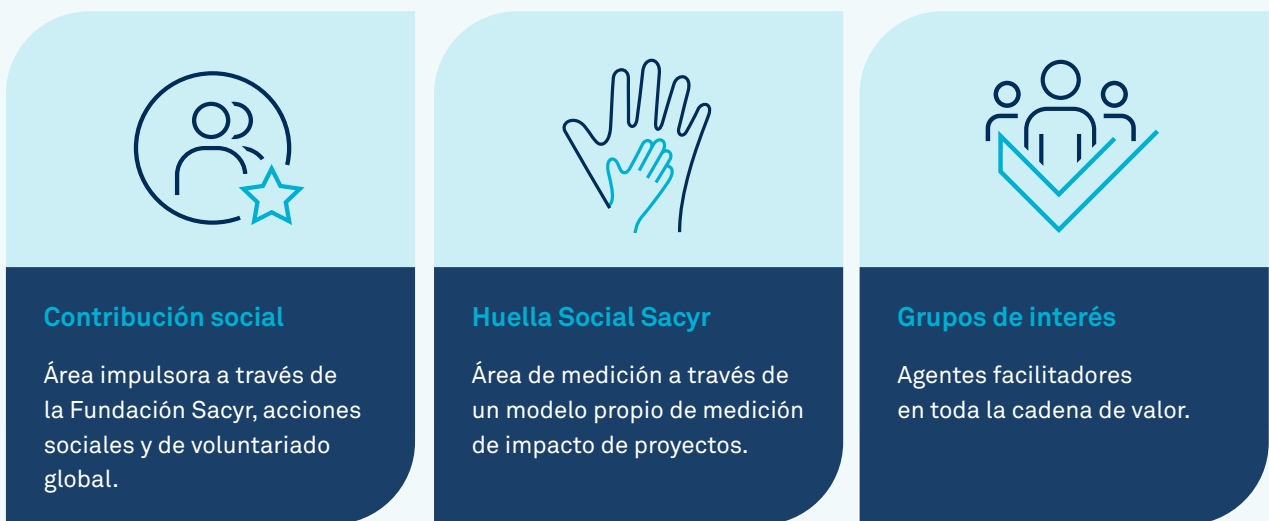 Contribución social
Área impulsora a través de
la Fundación Sacyr, acciones
sociales y de voluntariado
global.
Huella Social Sacyr
Área de medición a través de
un modelo propio de medición
de impacto de proyectos.
Grupos de interés
Agentes facilitadores
en toda la cadena de valor.